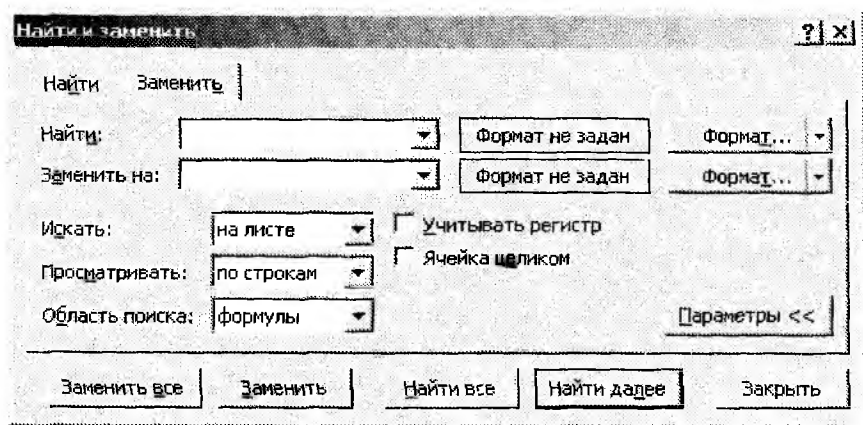 Найти и заменить
Найти Заменить
Найти: Формат не задан Формат...
Заменить на: Формат не задан Формат...
Искать: на листе Учитывать регистр
Просматривать: по строкам Ячейка целиком
Область поиска: формулы Параметры <<
Заменить все Заменить Найти все Найти далее Закрыть